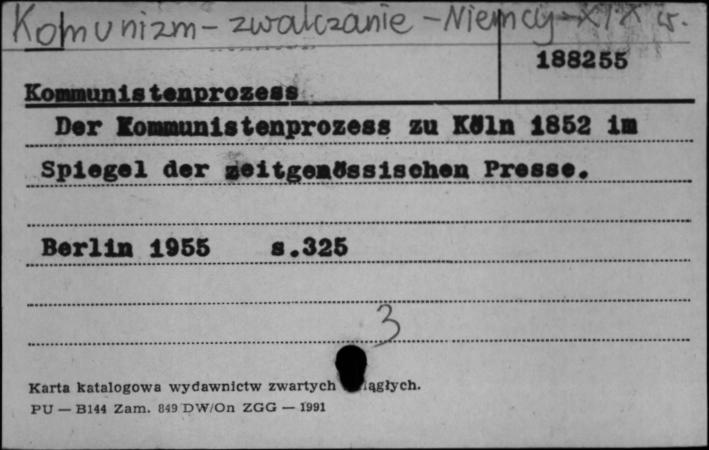 Komunizm - zwalczanie - Niemcy - XIX w.
188255
Kommunistenprozess
Der Kommunistenprozess zu Köln 1852 im
Spiegel der zeitgenössischen Presse.
Berlin 1955 s.325
3
Karta katalogowa wydawnictw zwartych iągłych.
PU — B144 Zam. 849 DW/On ZGG — 1991